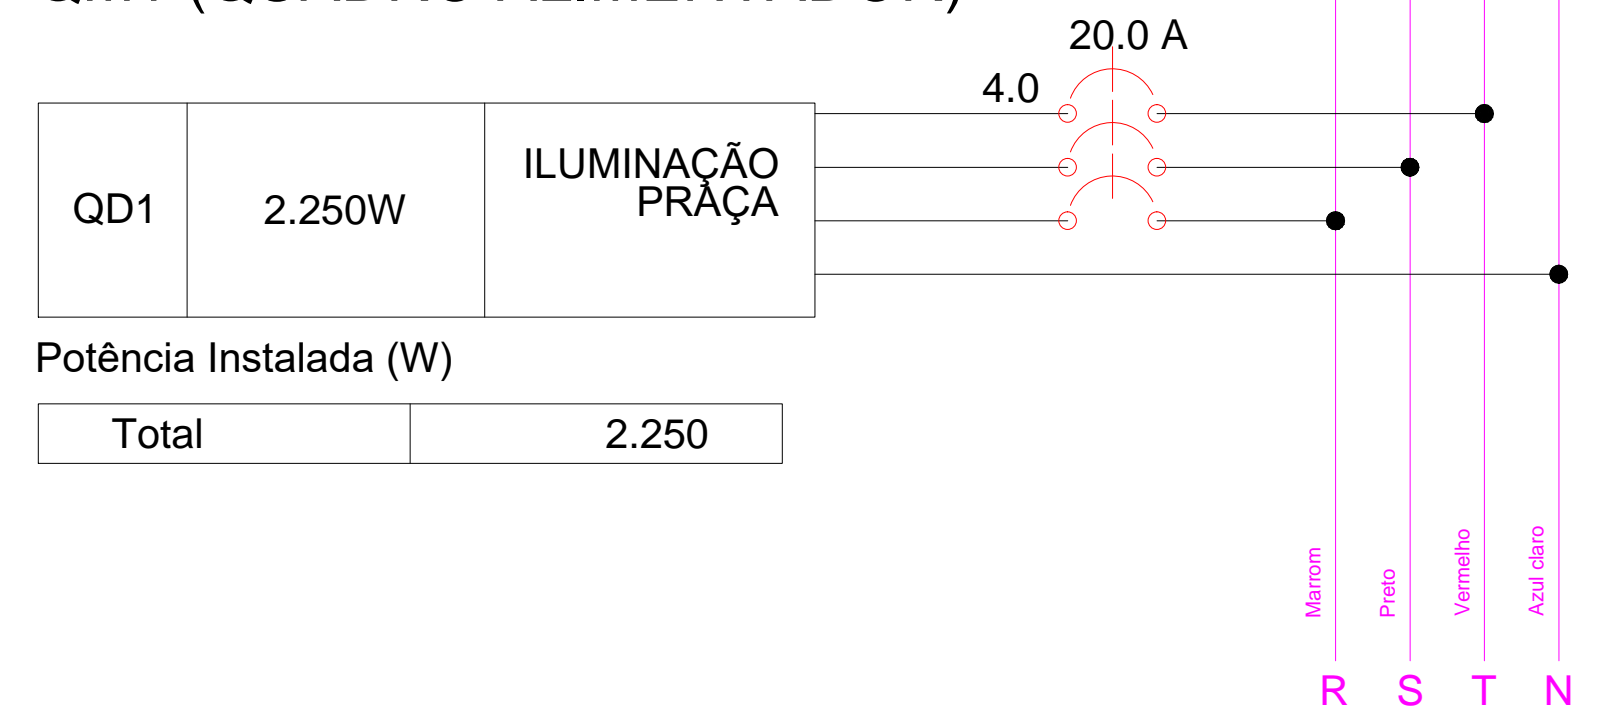 20.0 A
4.0
QD1
2.250W
ILUMINAÇÃO
PRAÇA
Potência Instalada (W)
Total
2.250
Marrom
Preto
Vermelho
Azul claro
R
S
T
N